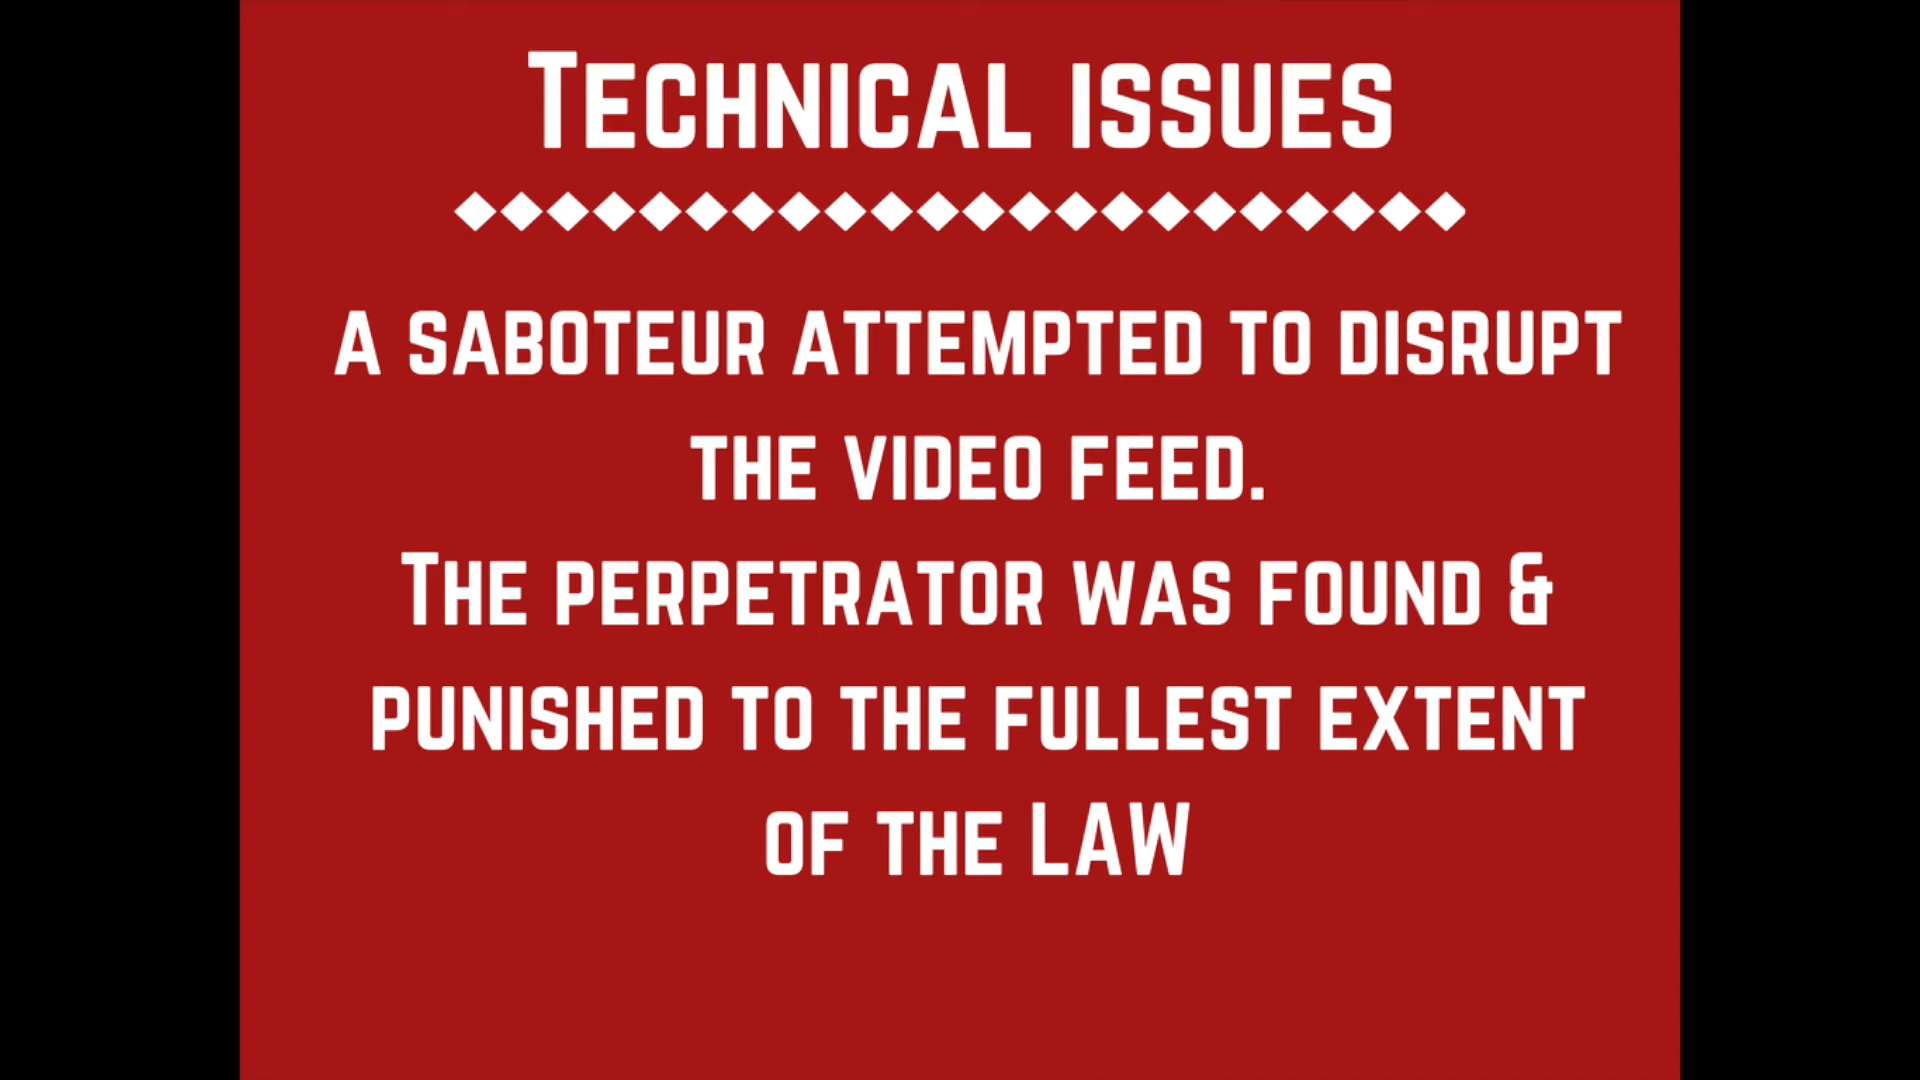 TECHNICAL ISSUES
A SABOTEUR ATTEMPTED TO DISRUPT
THE VIDEO FEED.
THE PERPETRATOR WAS FOUND &
PUNISHED TO THE FULLEST EXTENT
OF THE LAW